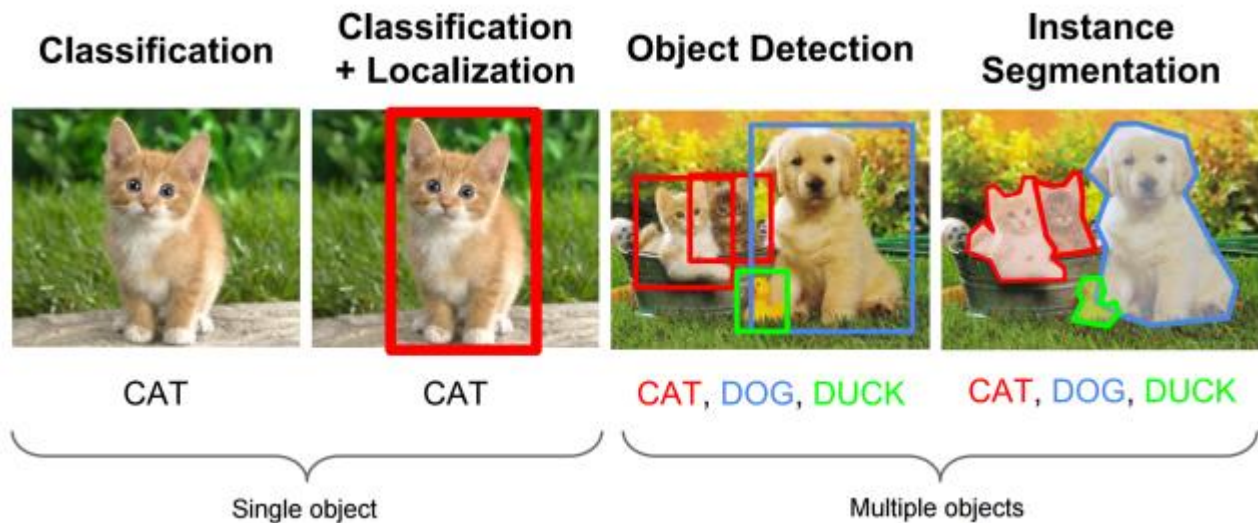 Classification
Classification
+ Localization
Object Detection
Instance
Segmentation
CAT
CAT
CAT, DOG, DUCK
CAT, DOG, DUCK
Single object
Multiple objects